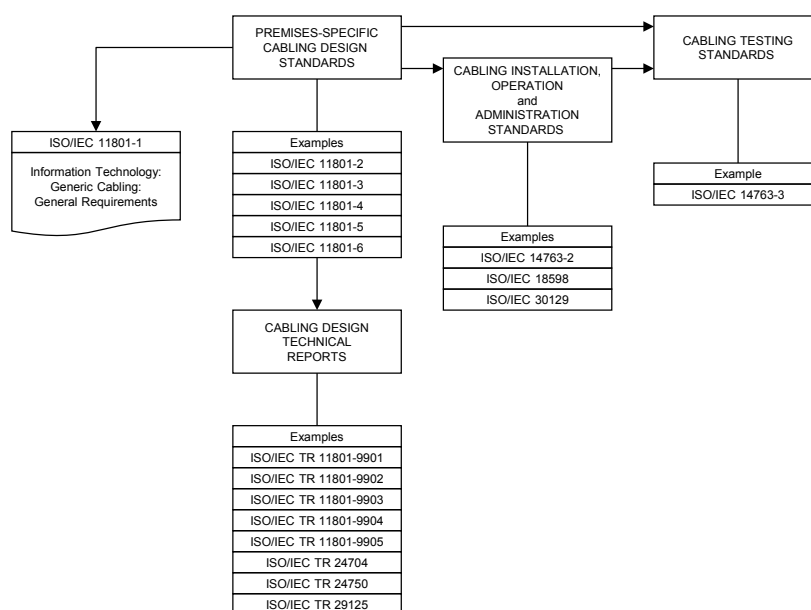 PREMISES-SPECIFIC
CABLING DESIGN
STANDARDS
CABLING TESTING
STANDARDS
CABLING INSTALLATION,
OPERATION
and
ADMINISTRATION
STANDARDS
ISO/IEC 11801-1
Information Technology:
Generic Cabling:
General Requirements
Examples
ISO/IEC 11801-2
ISO/IEC 11801-3
ISO/IEC 11801-4
ISO/IEC 11801-5
ISO/IEC 11801-6
Example
ISO/IEC 14763-3
Examples
ISO/IEC 14763-2
ISO/IEC 18598
ISO/IEC 30129
CABLING DESIGN
TECHNICAL
REPORTS
Examples
ISO/IEC TR 11801-9901
ISO/IEC TR 11801-9902
ISO/IEC TR 11801-9903
ISO/IEC TR 11801-9904
ISO/IEC TR 11801-9905
ISO/IEC TR 24704
ISO/IEC TR 24750
ISO/IEC TR 29125